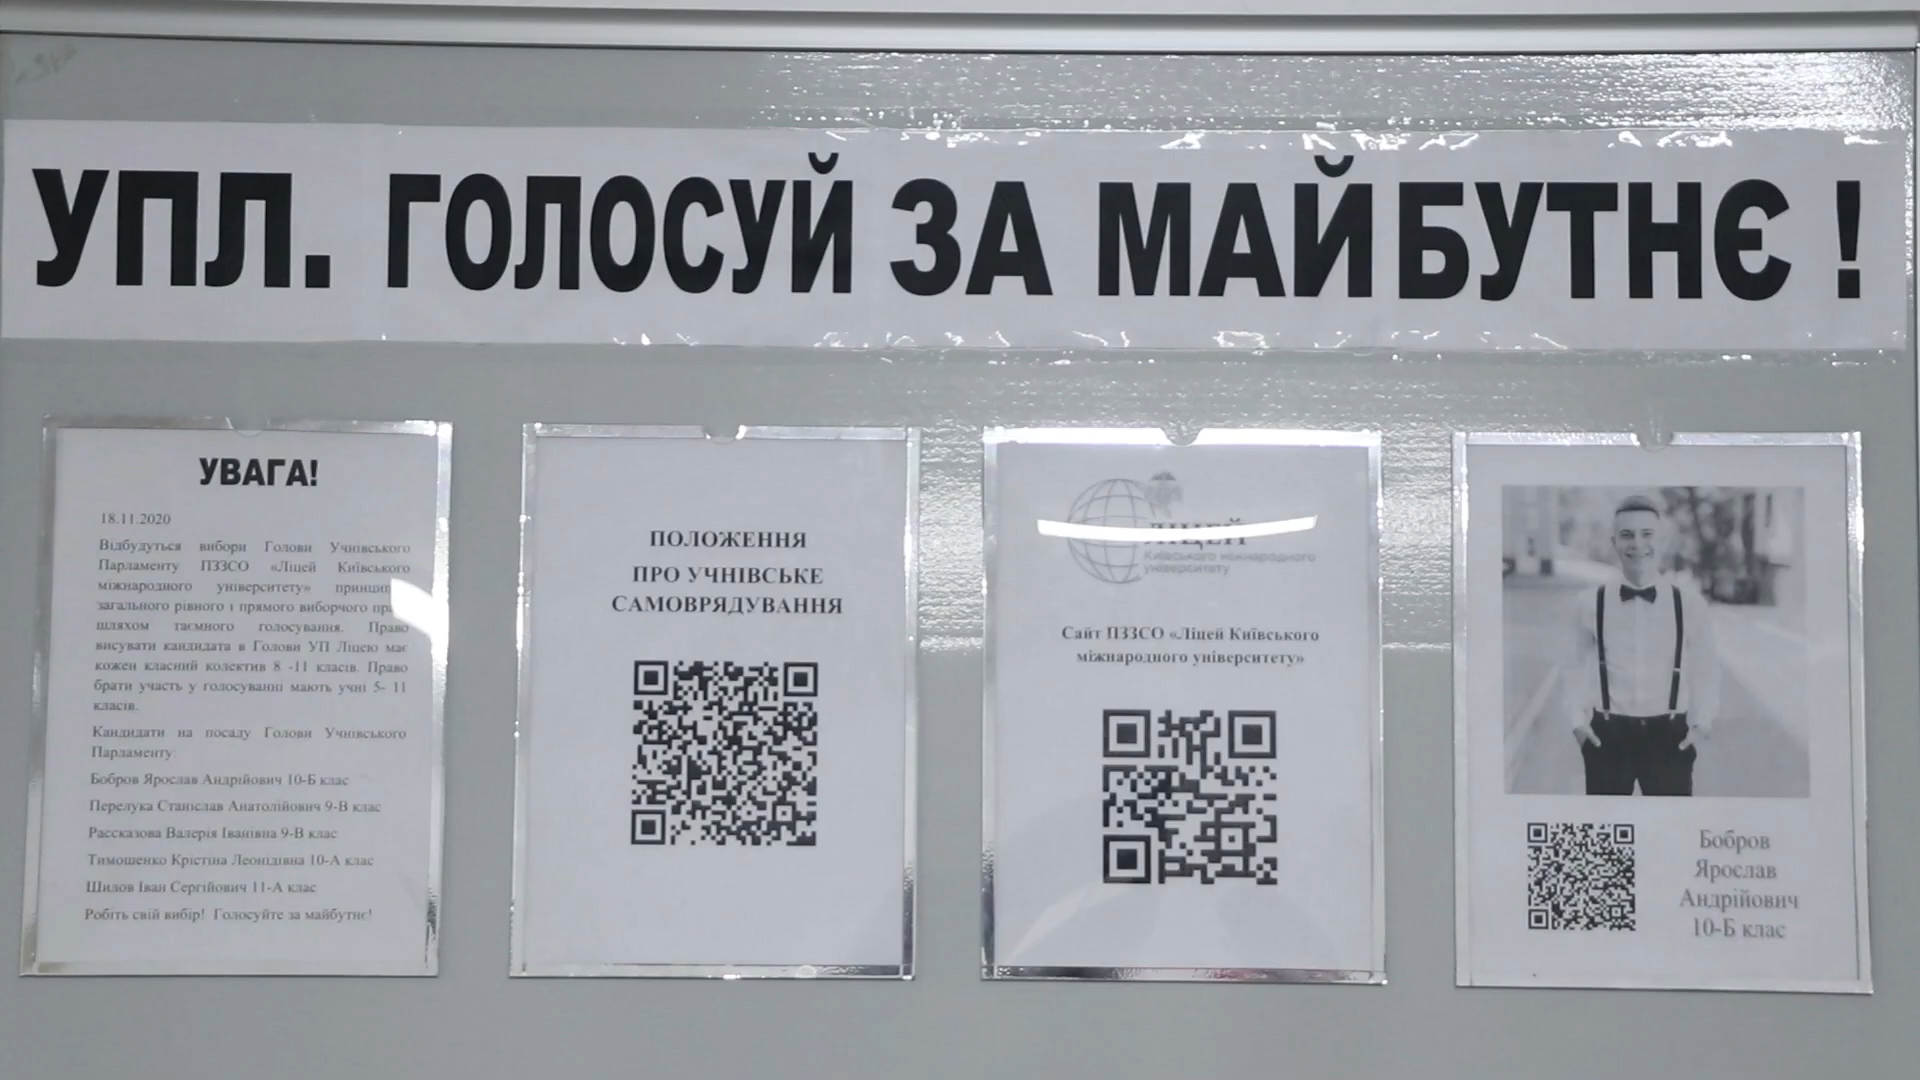 УПЛ. ГОЛОСУЙ ЗА МАЙБУТНЄ !
УВАГА!
18.11.2020
Відбудуться вибори Голови Учнівського
Парламенту ПЗЗСО «Ліцей Київського
міжнародного університету»
загального рівного і прямого виборчого
шляхом таємного голосування. Право
висувати кандидата в Голови УП Ліцею має
кожен класний колектив 8 -11 класів. Право
брати участь у голосуванні мають учні 5- 11
класів.
Кандидати на посаду Голови Учнівського
Парламенту:
Бобров Ярослав Андрійович 10-Б клас
Перелука Станіслав Анатолійович 9-В клас
Рассказова Валерія Іванівна 9-В клас
Тимошенко Крістіна Леонідівна 10-А клас
Шилов Іван Сергійович 11-А клас
Робіть свій вибір! Голосуйте за майбутнє!
ПОЛОЖЕННЯ
ПРО УЧНІВСЬКЕ
САМОВРЯДУВАННЯ
ЛІЦЕЙ
Київського міжнародного
університету
Сайт ПЗЗСО «Ліцей Київського
міжнародного університету»
Бобров
Ярослав
Андрійович
10-Б клас